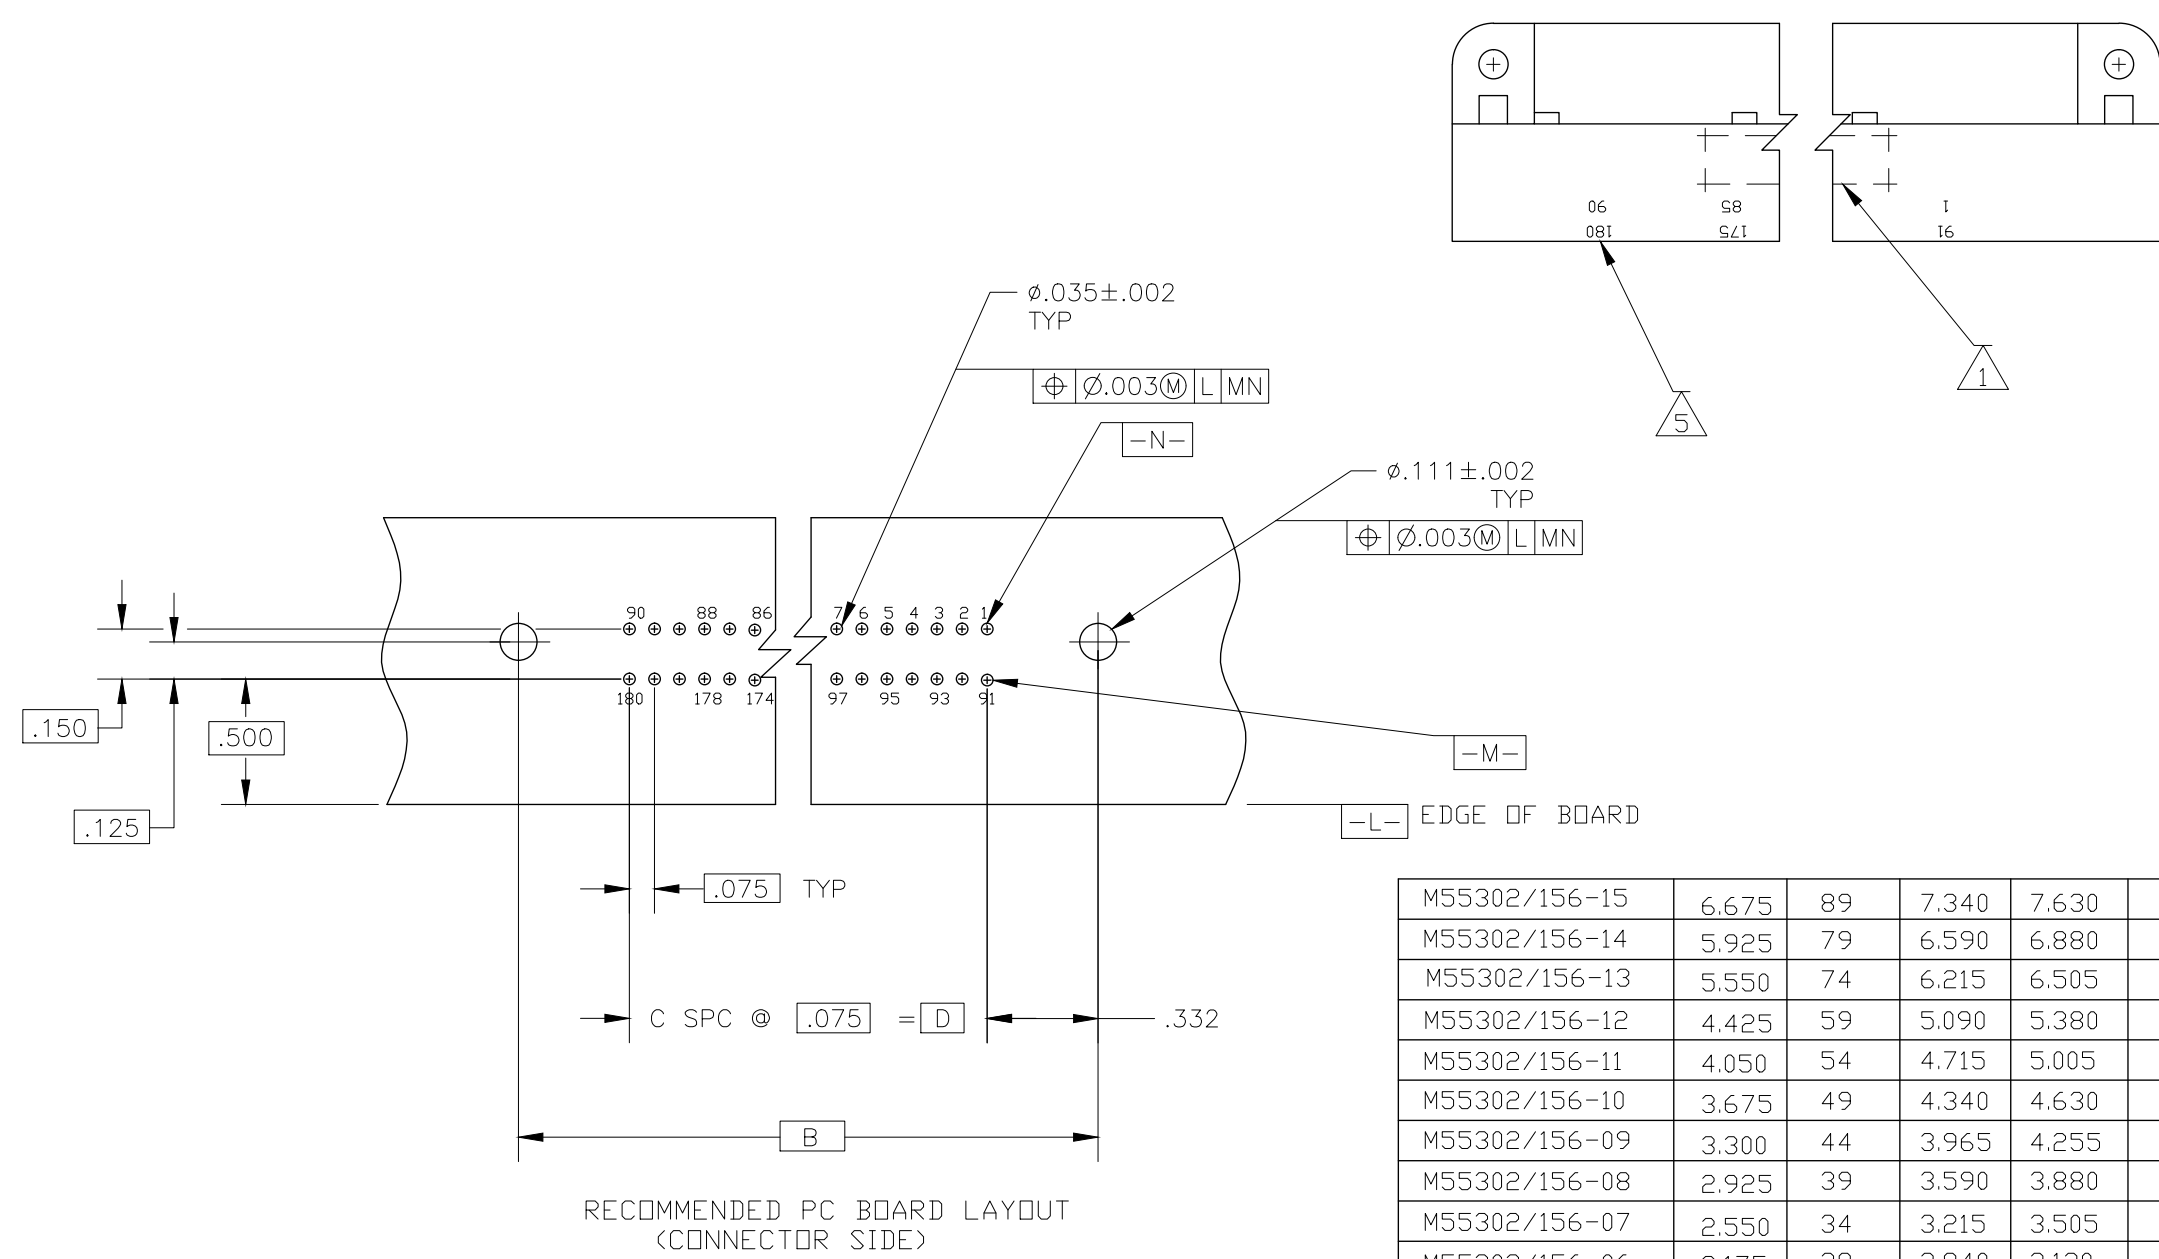 90 85 1
180 175 91
ø.035±.002
TYP
⌖ Ø.003Ⓜ L MN
-N-
5
1
ø.111±.002
TYP
⌖ Ø.003Ⓜ L MN
90 88 86 7 6 5 4 3 2 1
180 178 174 97 95 93 91
.150
.500
.125
-M-
-L- EDGE OF BOARD
.075 TYP
C SPC @ .075 = D .332
B
RECOMMENDED PC BOARD LAYOUT
(CONNECTOR SIDE)
M55302/156-15 6.675 89 7.340 7.630
M55302/156-14 5.925 79 6.590 6.880
M55302/156-13 5.550 74 6.215 6.505
M55302/156-12 4.425 59 5.090 5.380
M55302/156-11 4.050 54 4.715 5.005
M55302/156-10 3.675 49 4.340 4.630
M55302/156-09 3.300 44 3.965 4.255
M55302/156-08 2.925 39 3.590 3.880
M55302/156-07 2.550 34 3.215 3.505